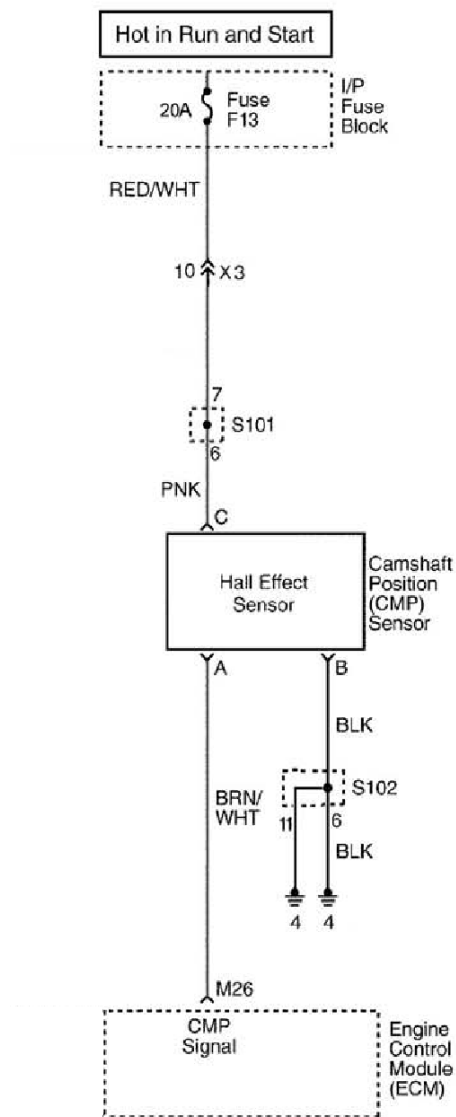 Hot in Run and Start
20A
Fuse
F13
I/P
Fuse
Block
RED/WHT
10
X3
7
S101
6
PNK
C
Hall Effect
Sensor
Camshaft
Position
(CMP)
Sensor
A
B
BLK
S102
BRN/
WHT
11
6
BLK
4
4
M26
CMP
Signal
Engine
Control
Module
(ECM)